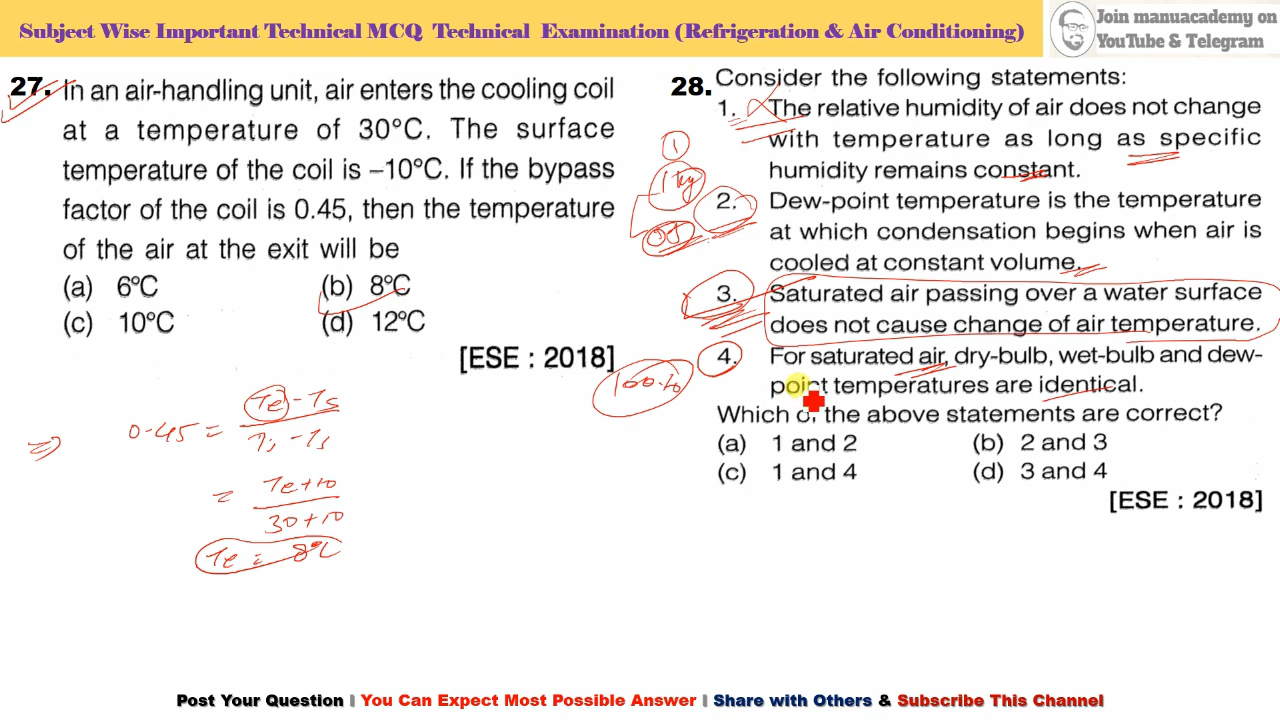 Subject Wise Important Technical MCQ Technical Examination (Refrigeration & Air Conditioning)
Join manuacademy on
YouTube & Telegram
27. In an air-handling unit, air enters the cooling coil
at a temperature of 30°C. The surface
temperature of the coil is –10°C. If the bypass
factor of the coil is 0.45, then the temperature
of the air at the exit will be
(a) 6°C (b) 8°C
(c) 10°C (d) 12°C
[ESE : 2018]
0.45 = Te - Ts
Ti - Ts
= Te + 10
30 + 10
Te = 8°C
28. Consider the following statements:
1. The relative humidity of air does not change
with temperature as long as specific
humidity remains constant.
2. Dew-point temperature is the temperature
at which condensation begins when air is
cooled at constant volume.
3. Saturated air passing over a water surface
does not cause change of air temperature.
4. For saturated air, dry-bulb, wet-bulb and dew-
point temperatures are identical.
Which of the above statements are correct?
(a) 1 and 2 (b) 2 and 3
(c) 1 and 4 (d) 3 and 4
[ESE : 2018]
1
1 kg
100%
Post Your Question | You Can Expect Most Possible Answer | Share with Others & Subscribe This Channel